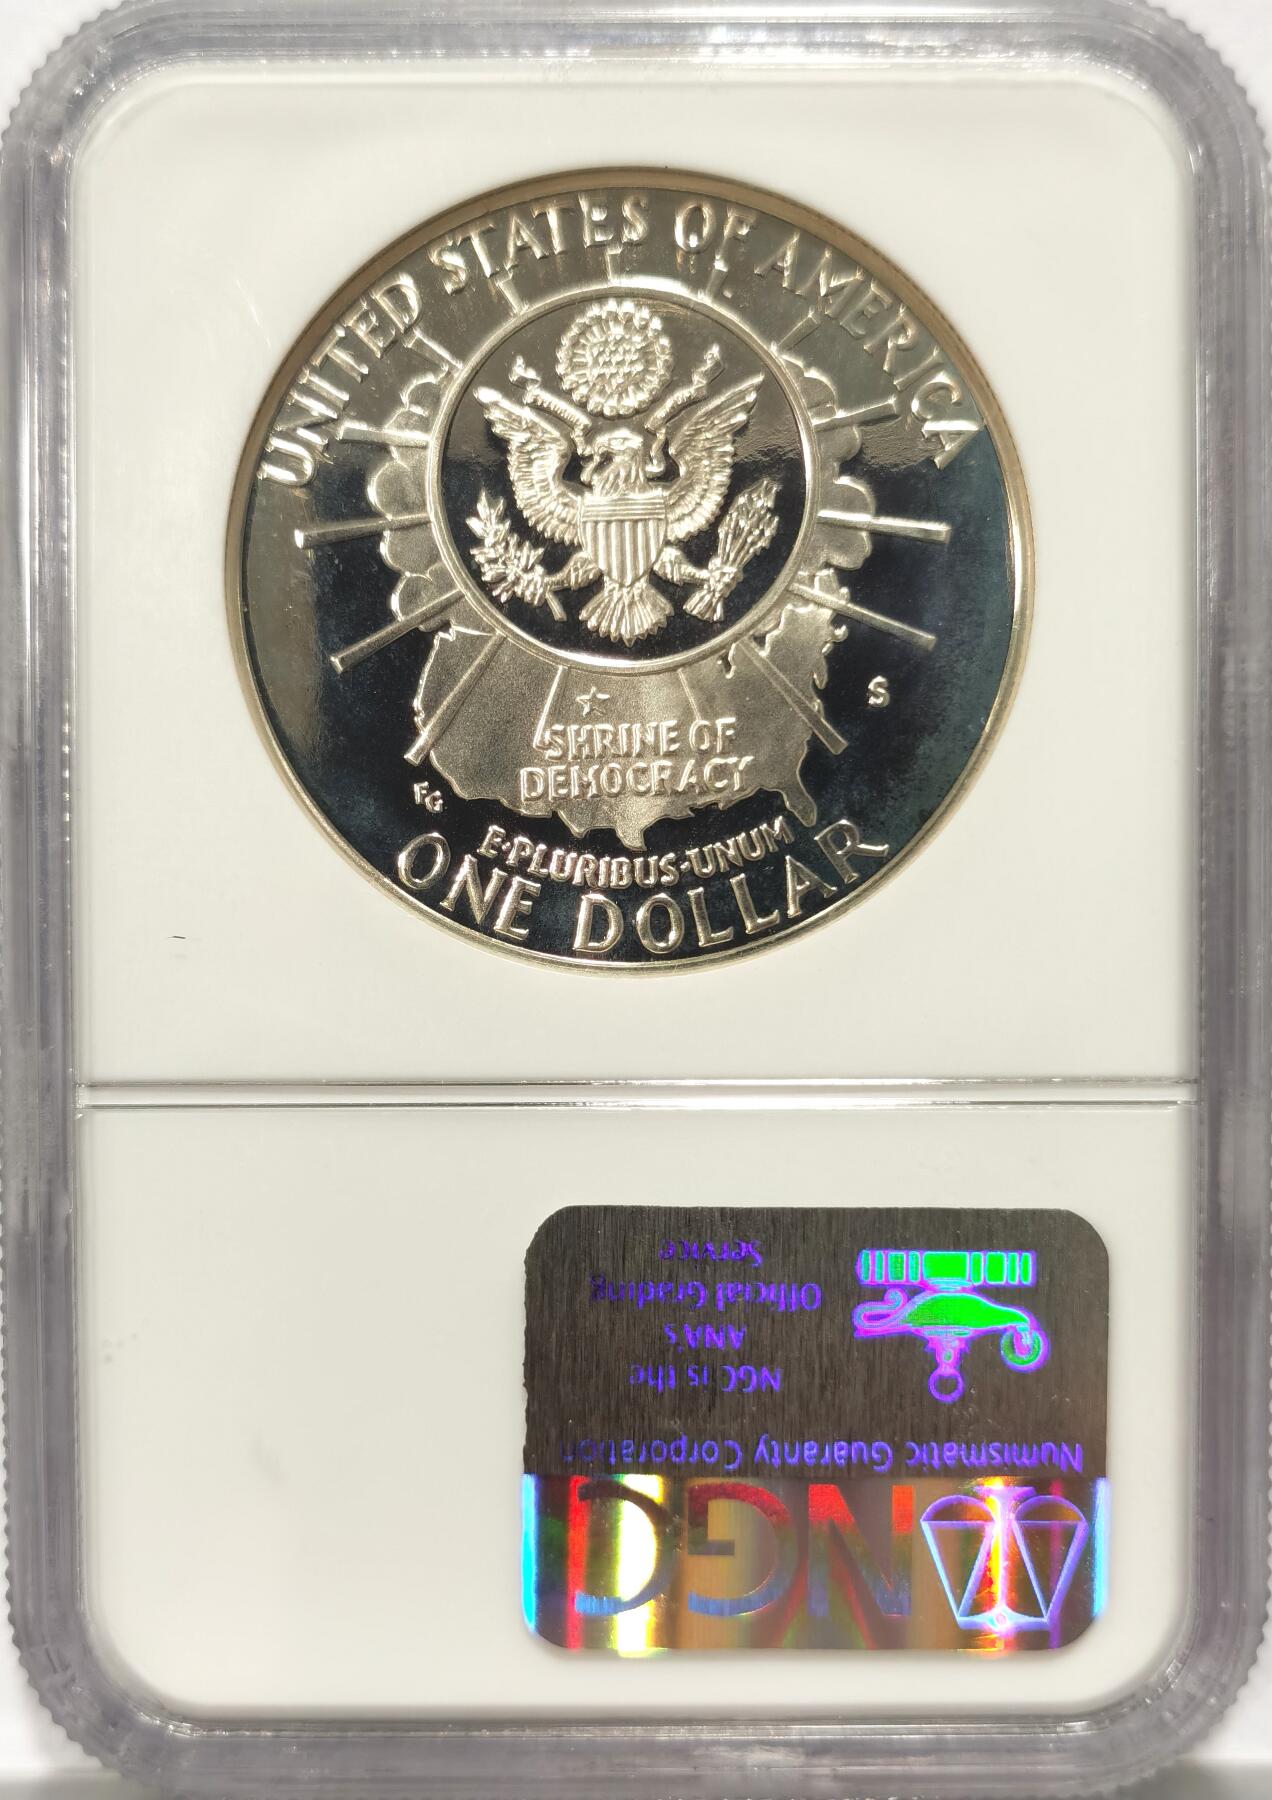 UNITED STATES OF AMERICA
S
SHRINE OF
DEMOCRACY
FG
E·PLURIBUS·UNUM
ONE DOLLAR
NGC
Numismatic Guaranty Corporation
NGC is the
ANA's
Official Grading
Service